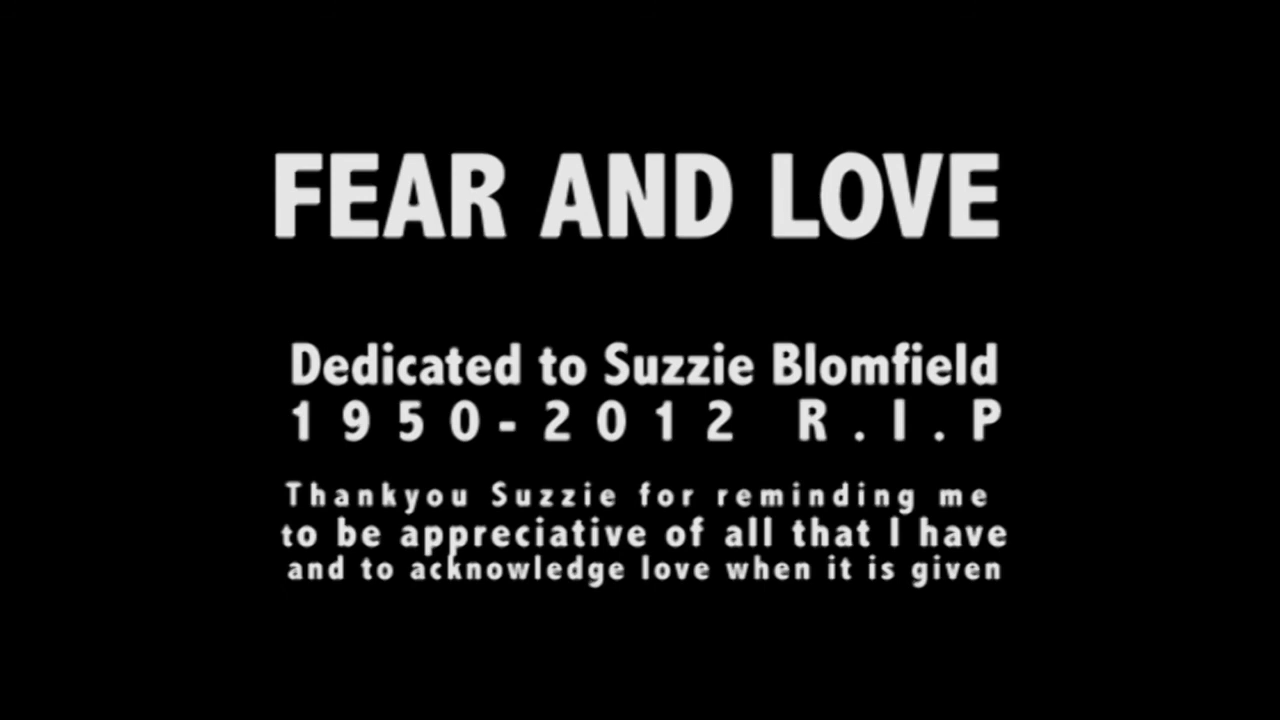 FEAR AND LOVE
Dedicated to Suzzie Blomfield
1950-2012 R.I.P
Thankyou Suzzie for reminding me
to be appreciative of all that I have
and to acknowledge love when it is given